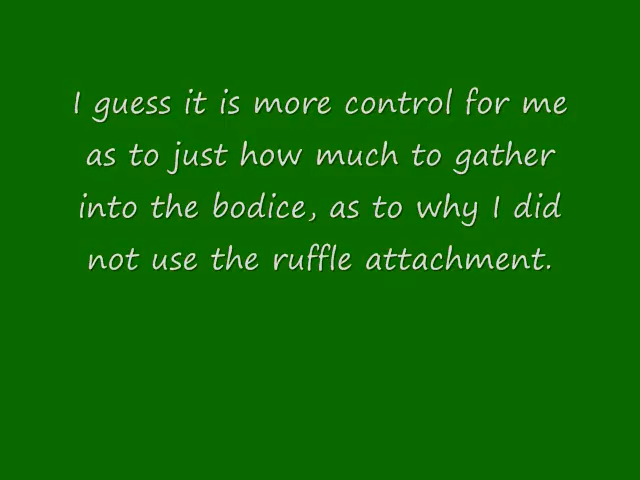 I guess it is more control for me
as to just how much to gather
into the bodice, as to why I did
not use the ruffle attachment.